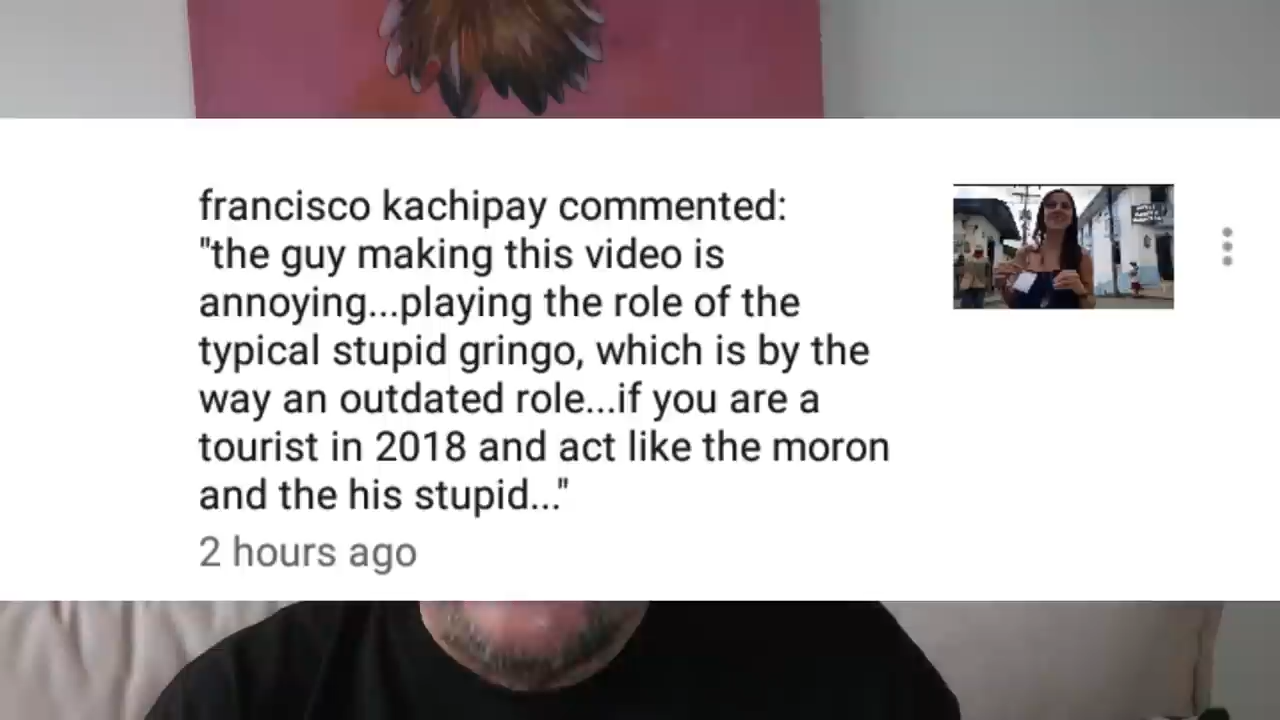 francisco kachipay commented:
"the guy making this video is
annoying...playing the role of the
typical stupid gringo, which is by the
way an outdated role...if you are a
tourist in 2018 and act like the moron
and the his stupid..."
2 hours ago